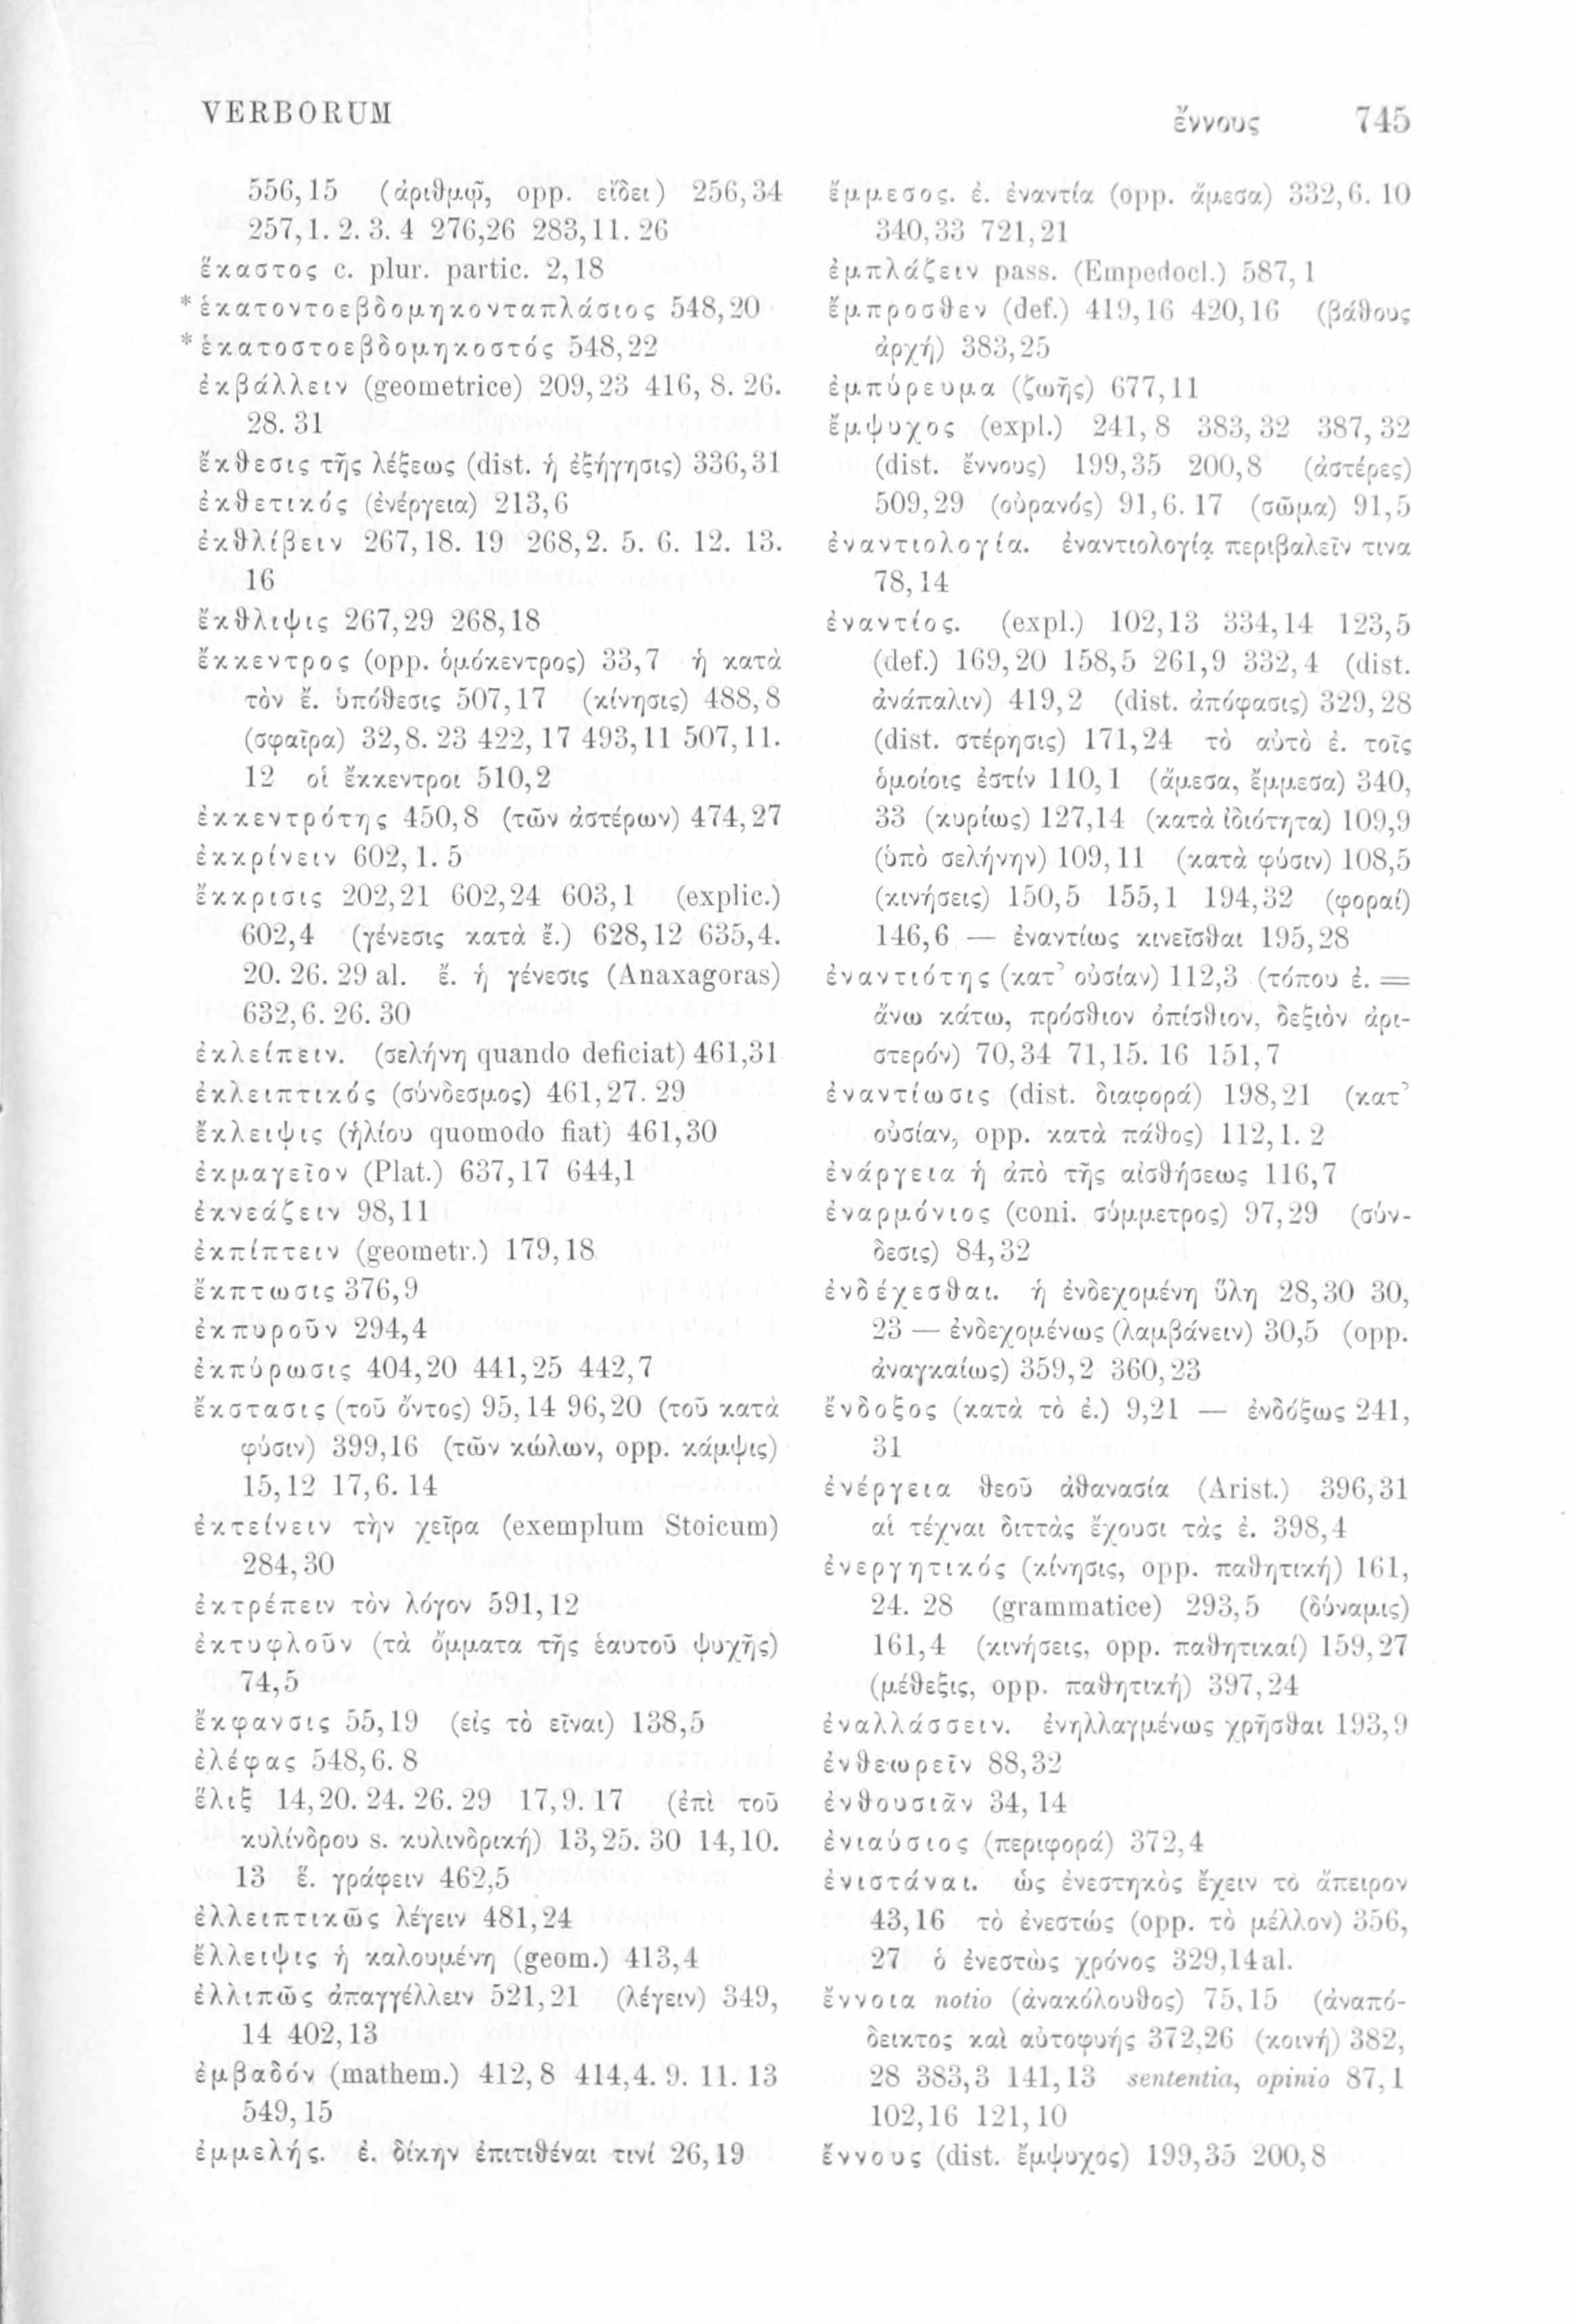 VERBORUM
ἔννους 745
556,15 (ἀριθμῷ, opp. εἴδει) 256,34
257,1. 2. 3. 4 276,26 283,11. 26
ἕκαστος c. plur. partic. 2,18
*ἑκατοντοεβδομηκονταπλάσιος 548,20
*ἑκατοστοεβδομηκοστός 548,22
ἐκβάλλειν (geometrice) 209,23 416, 8. 26.
28. 31
ἔκθεσις τῆς λέξεως (dist. ἡ ἐξήγησις) 336,31
ἐκθετικός (ἐνέργεια) 213,6
ἐκθλίβειν 267,18. 19 268,2. 5. 6. 12. 13.
16
ἔκθλιψις 267,29 268,18
ἔκκεντρος (opp. ὁμόκεντρος) 33,7 ἡ κατὰ
τὸν ἔ. ὑπόθεσις 507,17 (κίνησις) 488,8
(σφαῖρα) 32,8. 23 422, 17 493,11 507,11.
12 οἱ ἔκκεντροι 510,2
ἐκκεντρότης 450,8 (τῶν ἀστέρων) 474,27
ἐκκρίνειν 602, 1. 5
ἔκκρισις 202,21 602,24 603,1 (explic.)
602,4 (γένεσις κατὰ ἔ.) 628,12 635,4.
20. 26. 29 al. ἔ. ἡ γένεσις (Anaxagoras)
632,6. 26. 30
ἐκλείπειν. (σελήνη quando deficiat) 461,31
ἐκλειπτικός (σύνδεσμος) 461,27. 29
ἔκλειψις (ἡλίου quomodo fiat) 461,30
ἐκμαγεῖον (Plat.) 637,17 644,1
ἐκνεάζειν 98,11
ἐκπίπτειν (geometr.) 179,18
ἔκπτωσις 376,9
ἐκπυροῦν 294,4
ἐκπύρωσις 404,20 441,25 442,7
ἔκστασις (τοῦ ὄντος) 95,14 96,20 (τοῦ κατὰ
φύσιν) 399,16 (τῶν κώλων, opp. κάμψις)
15,12 17,6. 14
ἐκτείνειν τὴν χεῖρα (exemplum Stoicum)
284,30
ἐκτρέπειν τὸν λόγον 591,12
ἐκτυφλοῦν (τὰ ὄμματα τῆς ἑαυτοῦ ψυχῆς)
74,5
ἔκφανσις 55,19 (εἰς τὸ εἶναι) 138,5
ἐλέφας 548,6. 8
ἕλιξ 14,20. 24. 26. 29 17,9. 17 (ἐπὶ τοῦ
κυλίνδρου s. κυλινδρική) 13,25. 30 14,10.
13 ἕ. γράφειν 462,5
ἐλλειπτικῶς λέγειν 481,24
ἔλλειψις ἡ καλουμένη (geom.) 413,4
ἐλλιπῶς ἀπαγγέλλειν 521,21 (λέγειν) 349,
14 402,13
ἐμβαδόν (mathem.) 412,8 414,4. 9. 11. 13
549,15
ἐμμελής. ἐ. δίκην ἐπιτιθέναι τινί 26,19
ἔμμεσος. ἐ. ἐναντία (opp. ἄμεσα) 332,6. 10
340,33 721,21
ἐμπλάζειν pass. (Empedocl.) 587,1
ἔμπροσθεν (def.) 419,16 420,16 (βάθους
ἀρχή) 383,25
ἐμπύρευμα (ζωῆς) 677,11
ἔμψυχος (expl.) 241,8 383,32 387,32
(dist. ἔννους) 199,35 200,8 (ἀστέρες)
509,29 (οὐρανός) 91,6. 17 (σῶμα) 91,5
ἐναντιολογία. ἐναντιολογίᾳ περιβαλεῖν τινα
78,14
ἐναντίος. (expl.) 102,13 334,14 123,5
(def.) 169,20 158,5 261,9 332,4 (dist.
ἀνάπαλιν) 419,2 (dist. ἀπόφασις) 329,28
(dist. στέρησις) 171,24 τὸ αὐτὸ ἐ. τοῖς
ὁμοίοις ἐστίν 110,1 (ἄμεσα, ἔμμεσα) 340,
33 (κυρίως) 127,14 (κατὰ ἰδιότητα) 109,9
(ὑπὸ σελήνην) 109,11 (κατὰ φύσιν) 108,5
(κινήσεις) 150,5 155,1 194,32 (φοραί)
146,6 — ἐναντίως κινεῖσθαι 195,28
ἐναντιότης (κατ’ οὐσίαν) 112,3 (τόπου ἐ. =
ἄνω κάτω, πρόσθιον ὀπίσθιον, δεξιὸν ἀρι-
στερόν) 70,34 71,15. 16 151,7
ἐναντίωσις (dist. διαφορά) 198,21 (κατ’
οὐσίαν, opp. κατὰ πάθος) 112,1. 2
ἐνάργεια ἡ ἀπὸ τῆς αἰσθήσεως 116,7
ἐναρμόνιος (coni. σύμμετρος) 97,29 (σύν-
δεσις) 84,32
ἐνδέχεσθαι. ἡ ἐνδεχομένη ὕλη 28,30 30,
23 — ἐνδεχομένως (λαμβάνειν) 30,5 (opp.
ἀναγκαίως) 359,2 360,23
ἔνδοξος (κατὰ τὸ ἐ.) 9,21 — ἐνδόξως 241,
31
ἐνέργεια θεοῦ ἀθανασία (Arist.) 396,31
αἱ τέχναι διττὰς ἔχουσι τὰς ἐ. 398,4
ἐνεργητικός (κίνησις, opp. παθητική) 161,
24. 28 (grammatice) 293,5 (δύναμις)
161,4 (κινήσεις, opp. παθητικαί) 159,27
(μέθεξις, opp. παθητική) 397,24
ἐναλλάσσειν. ἐνηλλαγμένως χρῆσθαι 193,9
ἐνθεωρεῖν 88,32
ἐνθουσιᾶν 34, 14
ἐνιαύσιος (περιφορά) 372,4
ἐνιστάναι. ὡς ἐνεστηκὸς ἔχειν τὸ ἄπειρον
43,16 τὸ ἐνεστώς (opp. τὸ μέλλον) 356,
27 ὁ ἐνεστὼς χρόνος 329,14 al.
ἔννοια notio (ἀνακόλουθος) 75,15 (ἀναπό-
δεικτος καὶ αὐτοφυής 372,26 (κοινή) 382,
28 383,3 141,13 sententia, opinio 87,1
102,16 121,10
ἔννους (dist. ἔμψυχος) 199,35 200,8